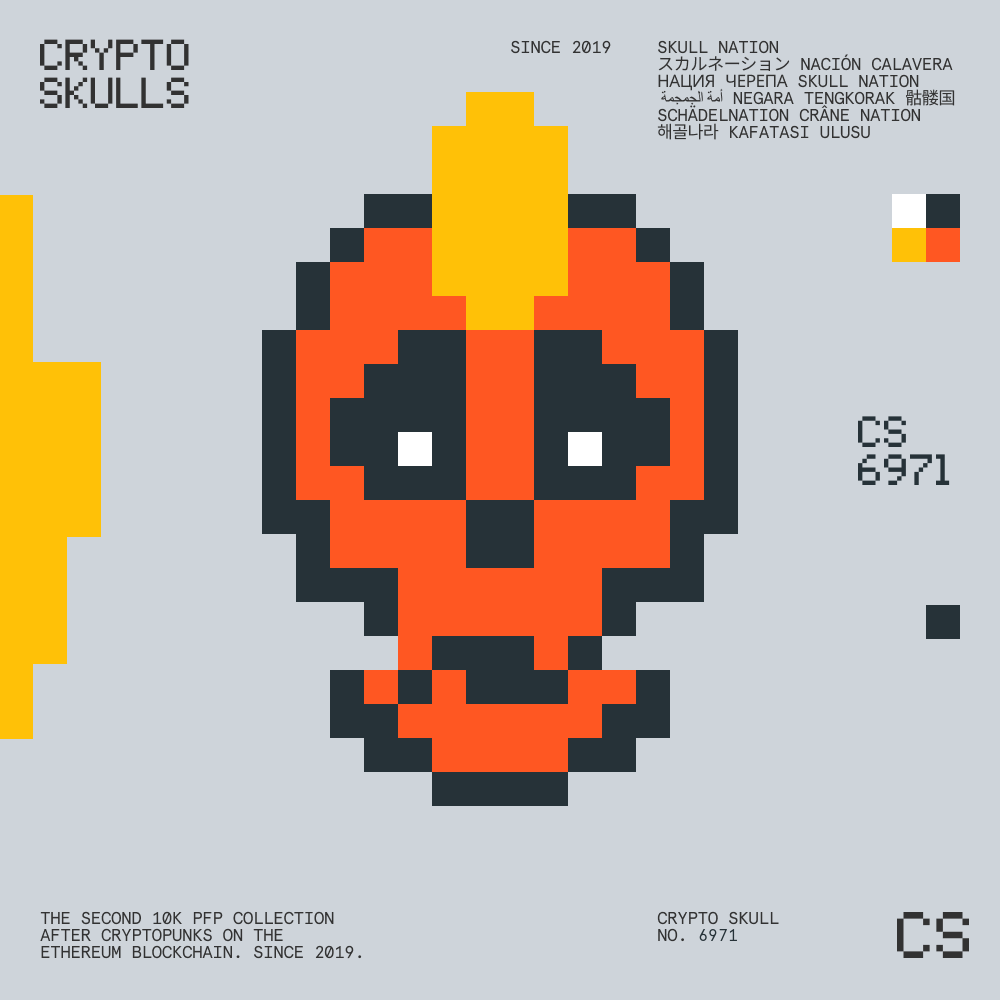 CRYPTO
SKULLS
SINCE 2019
SKULL NATION
スカルネーション NACIÓN CALAVERA
НАЦИЯ ЧЕРЕПА SKULL NATION
أمة الجمجمة NEGARA TENGKORAK 骷髅国
SCHÄDELNATION CRÂNE NATION
해골나라 KAFATASI ULUSU
CS
6971
THE SECOND 10K PFP COLLECTION
AFTER CRYPTOPUNKS ON THE
ETHEREUM BLOCKCHAIN. SINCE 2019.
CRYPTO SKULL
NO. 6971
CS